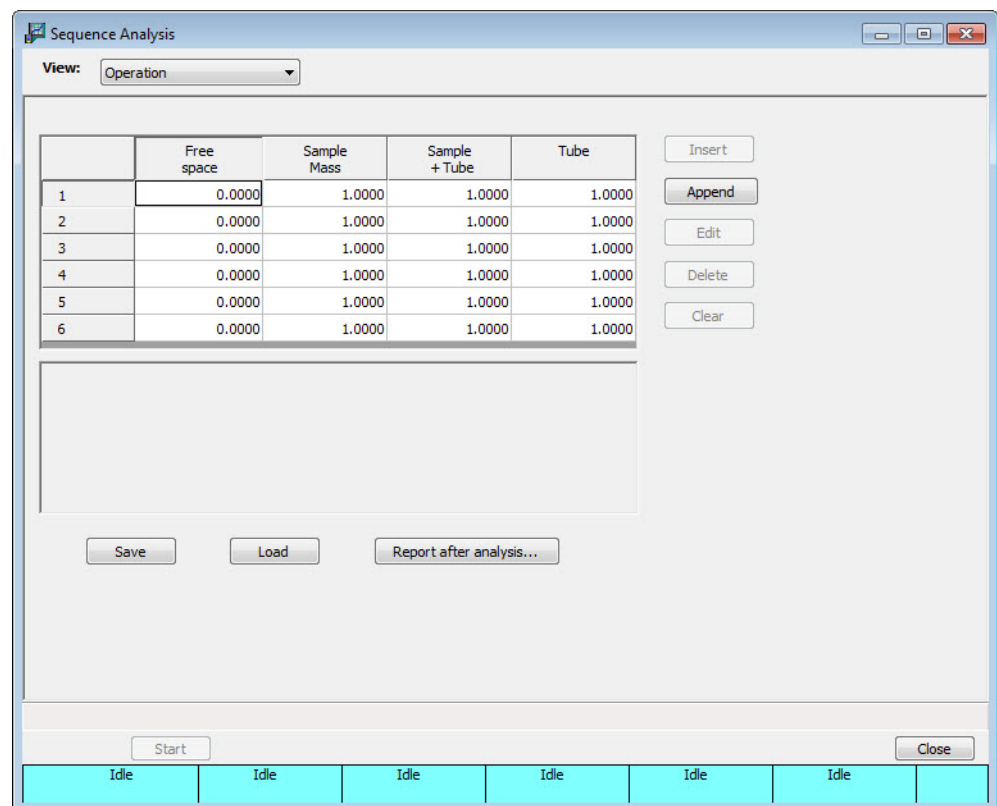 Sequence Analysis
View: Operation
Free space Sample Mass Sample + Tube Tube
1 0.0000 1.0000 1.0000 1.0000
2 0.0000 1.0000 1.0000 1.0000
3 0.0000 1.0000 1.0000 1.0000
4 0.0000 1.0000 1.0000 1.0000
5 0.0000 1.0000 1.0000 1.0000
6 0.0000 1.0000 1.0000 1.0000
Insert
Append
Edit
Delete
Clear
Save Load Report after analysis...
Start Close
Idle Idle Idle Idle Idle Idle